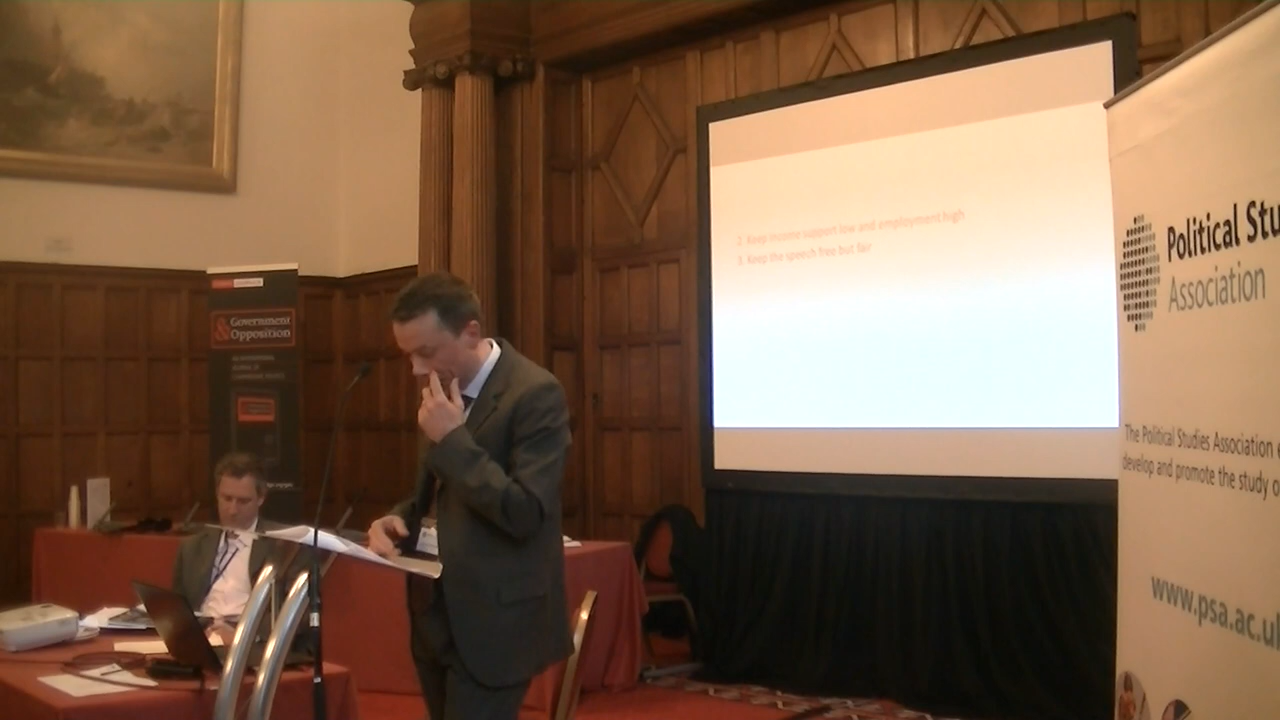 Government
& Opposition
2. Keep income support low and employment high
3. Keep the speech free but fair
Political Stu
Association
The Political Studies Association e
develop and promote the study o
www.psa.ac.u